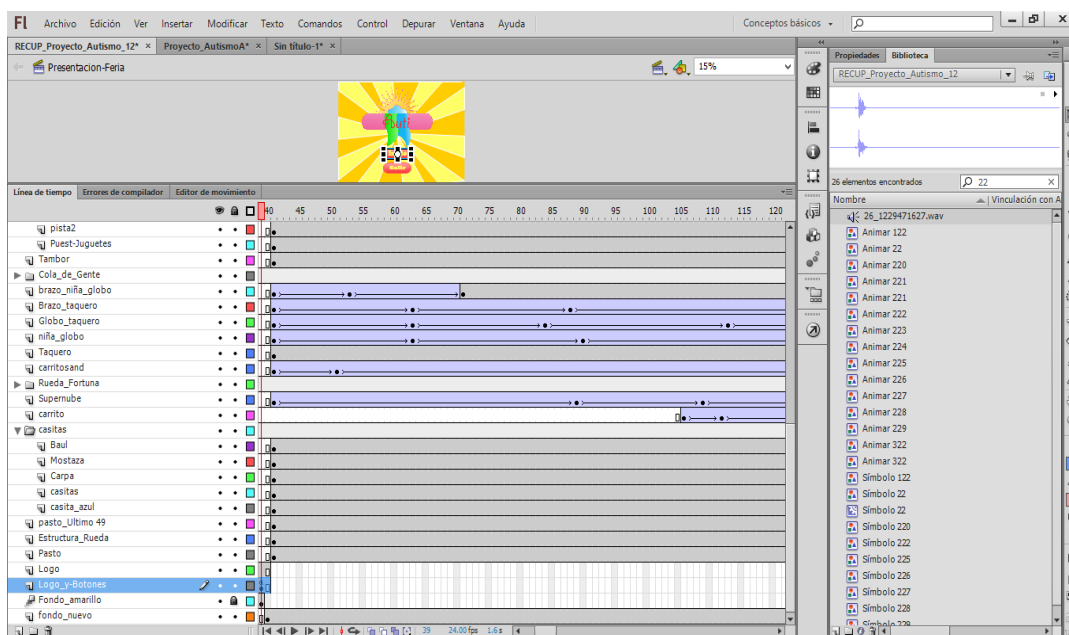 Fl Archivo Edición Ver Insertar Modificar Texto Comandos Control Depurar Ventana Ayuda Conceptos básicos
RECUP_Proyecto_Autismo_12* × Proyecto_AutismoA* × Sin título-1* ×
Presentacion-Feria 15%
Línea de tiempo Errores de compilador Editor de movimiento
40 45 50 55 60 65 70 75 80 85 90 95 100 105 110 115 120
pista2
Puest-Juguetes
Tambor
Cola_de_Gente
brazo_niña_globo
Brazo_taquero
Globo_taquero
niña_globo
Taquero
carritosand
Rueda_Fortuna
Supernube
carrito
casitas
Baul
Mostaza
Carpa
casitas
casita_azul
pasto_Ultimo 49
Estructura_Rueda
Pasto
Logo
Logo_y-Botones
Fondo_amarillo
fondo_nuevo
39 24.00 fps 1.6 s
Propiedades Biblioteca
RECUP_Proyecto_Autismo_12
26 elementos encontrados 22
Nombre Vinculación con A
26_1229471627.wav
Animar 122
Animar 22
Animar 220
Animar 221
Animar 221
Animar 222
Animar 223
Animar 224
Animar 225
Animar 226
Animar 227
Animar 228
Animar 229
Animar 322
Animar 322
Símbolo 122
Símbolo 22
Símbolo 22
Símbolo 220
Símbolo 222
Símbolo 225
Símbolo 226
Símbolo 227
Símbolo 228
Símbolo 229